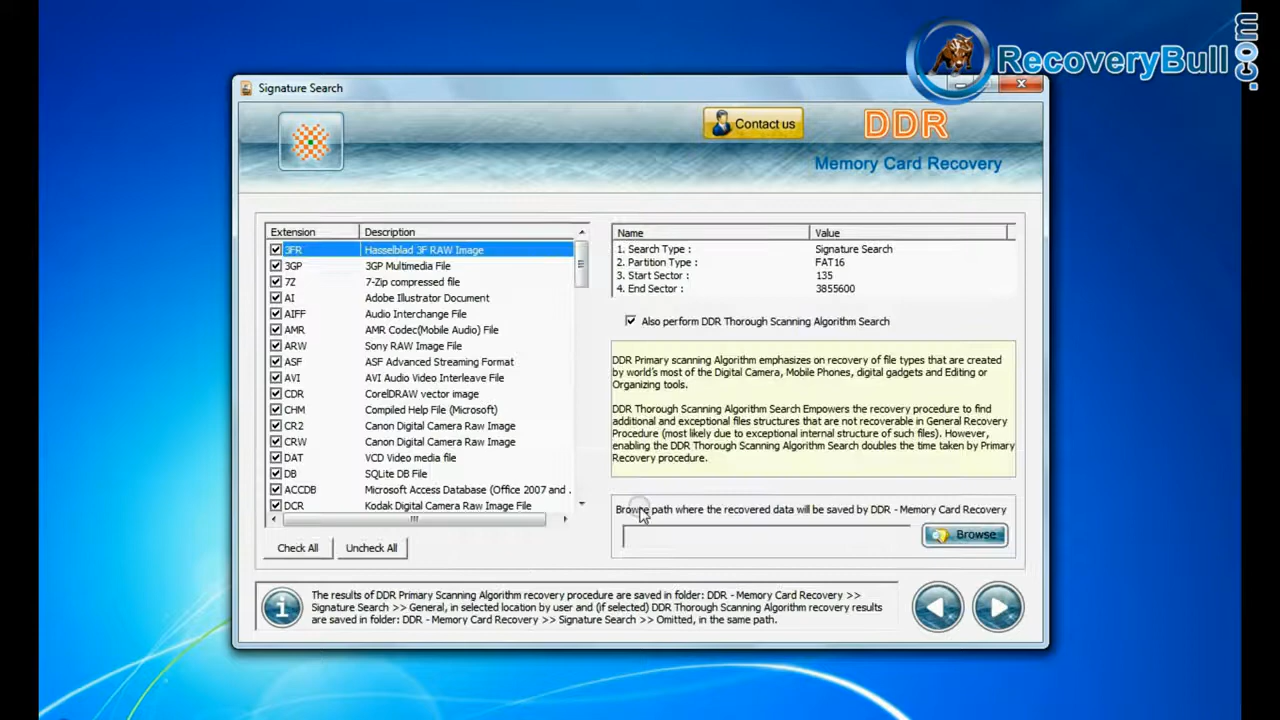 RecoveryBull
.com
Signature Search
Contact us
DDR
Memory Card Recovery
Extension Description
3FR Hasselblad 3F RAW Image
3GP 3GP Multimedia File
7Z 7-Zip compressed file
AI Adobe Illustrator Document
AIFF Audio Interchange File
AMR AMR Codec(Mobile Audio) File
ARW Sony RAW Image File
ASF ASF Advanced Streaming Format
AVI AVI Audio Video Interleave File
CDR CorelDRAW vector image
CHM Compiled Help File (Microsoft)
CR2 Canon Digital Camera Raw Image
CRW Canon Digital Camera Raw Image
DAT VCD Video media file
DB SQLite DB File
ACCDB Microsoft Access Database (Office 2007 and .
DCR Kodak Digital Camera Raw Image File
Check All Uncheck All
Name Value
1. Search Type : Signature Search
2. Partition Type : FAT16
3. Start Sector : 135
4. End Sector : 3855600
Also perform DDR Thorough Scanning Algorithm Search
DDR Primary scanning Algorithm emphasizes on recovery of file types that are created
by world's most of the Digital Camera, Mobile Phones, digital gadgets and Editing or
Organizing tools.
DDR Thorough Scanning Algorithm Search Empowers the recovery procedure to find
additional and exceptional files structures that are not recoverable in General Recovery
Procedure (most likely due to exceptional internal structure of such files). However,
enabling the DDR Thorough Scanning Algorithm Search doubles the time taken by Primary
Recovery procedure.
Browse path where the recovered data will be saved by DDR - Memory Card Recovery
Browse
The results of DDR Primary Scanning Algorithm recovery procedure are saved in folder: DDR - Memory Card Recovery >>
Signature Search >> General, in selected location by user and (if selected) DDR Thorough Scanning Algorithm recovery results
are saved in folder: DDR - Memory Card Recovery >> Signature Search >> Omitted, in the same path.